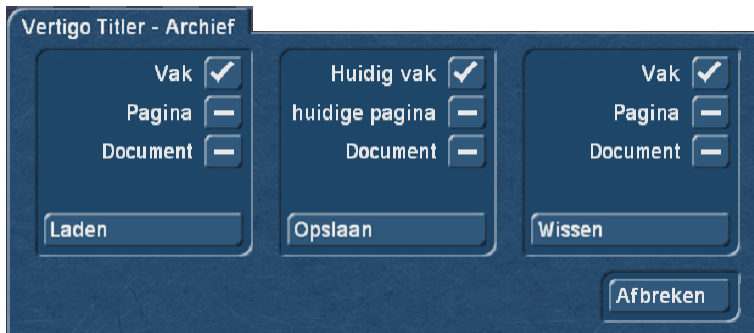 Vertigo Titler - Archief
Vak
Pagina
Document
Laden
Huidig vak
huidige pagina
Document
Opslaan
Vak
Pagina
Document
Wissen
Afbreken